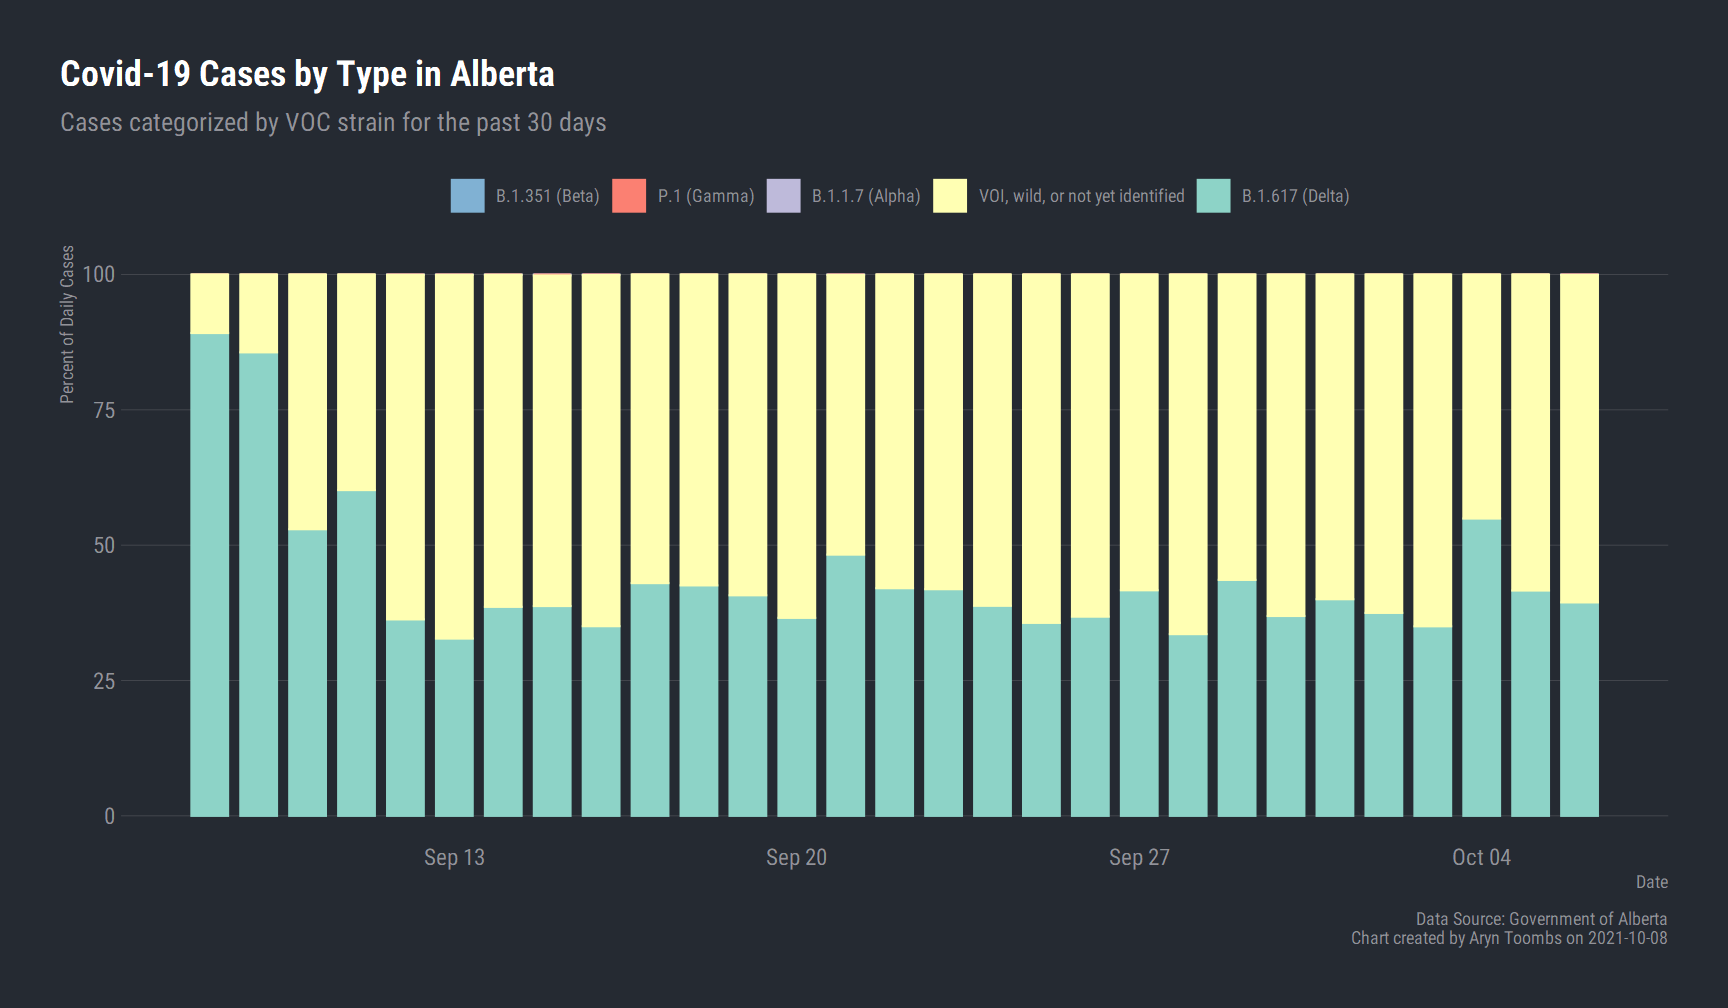 Covid-19 Cases by Type in Alberta
Cases categorized by VOC strain for the past 30 days
B.1.351 (Beta) P.1 (Gamma) B.1.1.7 (Alpha) VOI, wild, or not yet identified B.1.617 (Delta)
Percent of Daily Cases
100
75
50
25
0
Sep 13 Sep 20 Sep 27 Oct 04
Date
Data Source: Government of Alberta
Chart created by Aryn Toombs on 2021-10-08